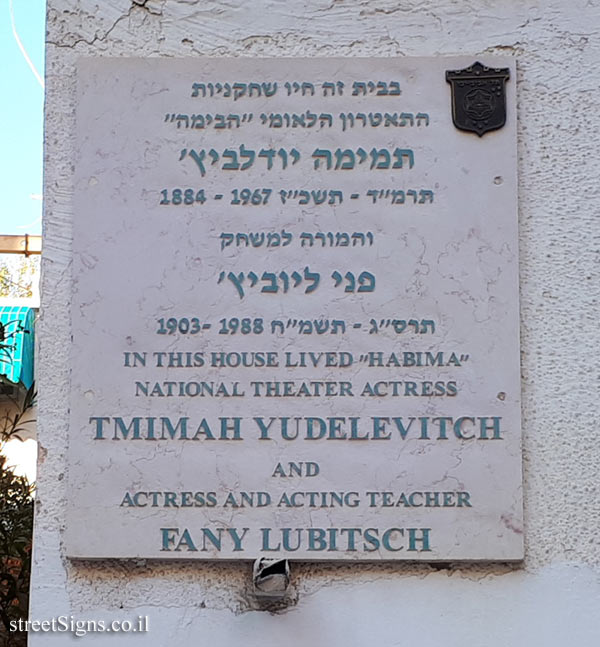 בבית זה חיו שחקניות
התאטרון הלאומי "הבימה"
תמימה יודלביץ'
תרמ"ד - תשכ"ז 1967 - 1884
והמורה למשחק
פני ליוביץ'
תרס"ג - תשמ"ח 1988 -1903
IN THIS HOUSE LIVED "HABIMA"
NATIONAL THEATER ACTRESS
TMIMAH YUDELEVITCH
AND
ACTRESS AND ACTING TEACHER
FANY LUBITSCH
streetSigns.co.il